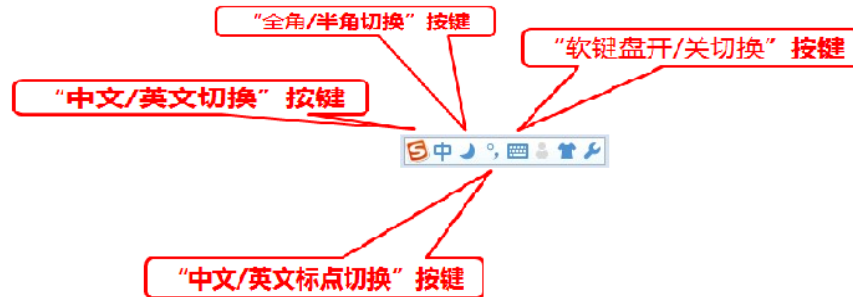 “全角/半角切换”按键
“软键盘开/关切换”按键
“中文/英文切换”按键
S中
“中文/英文标点切换”按键